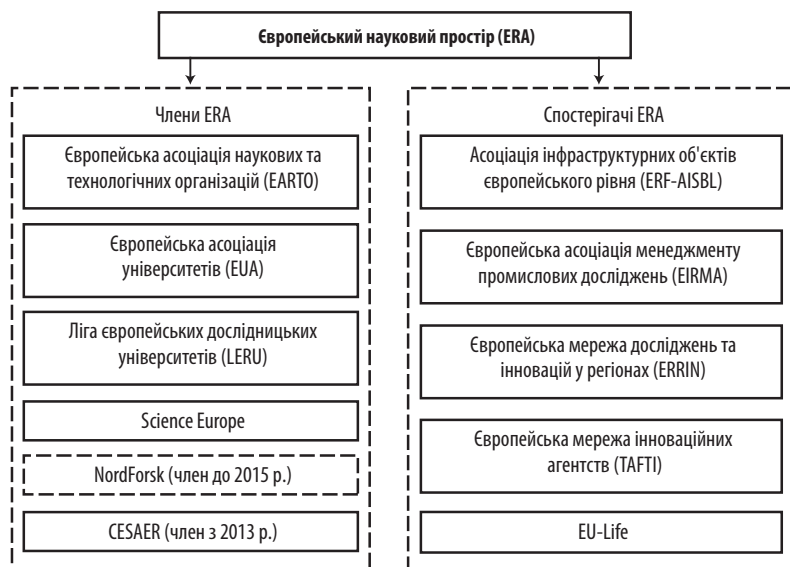 Європейський науковий простір (ERA)
Члени ERA
Європейська асоціація наукових та
технологічних організацій (EARTO)
Європейська асоціація
університетів (EUA)
Ліга європейських дослідницьких
університетів (LERU)
Science Europe
NordForsk (член до 2015 р.)
CESAER (член з 2013 р.)
Спостерігачі ERA
Асоціація інфраструктурних об'єктів
європейського рівня (ERF-AISBL)
Європейська асоціація менеджменту
промислових досліджень (EIRMA)
Європейська мережа досліджень та
інновацій у регіонах (ERRIN)
Європейська мережа інноваційних
агентств (TAFTI)
EU-Life